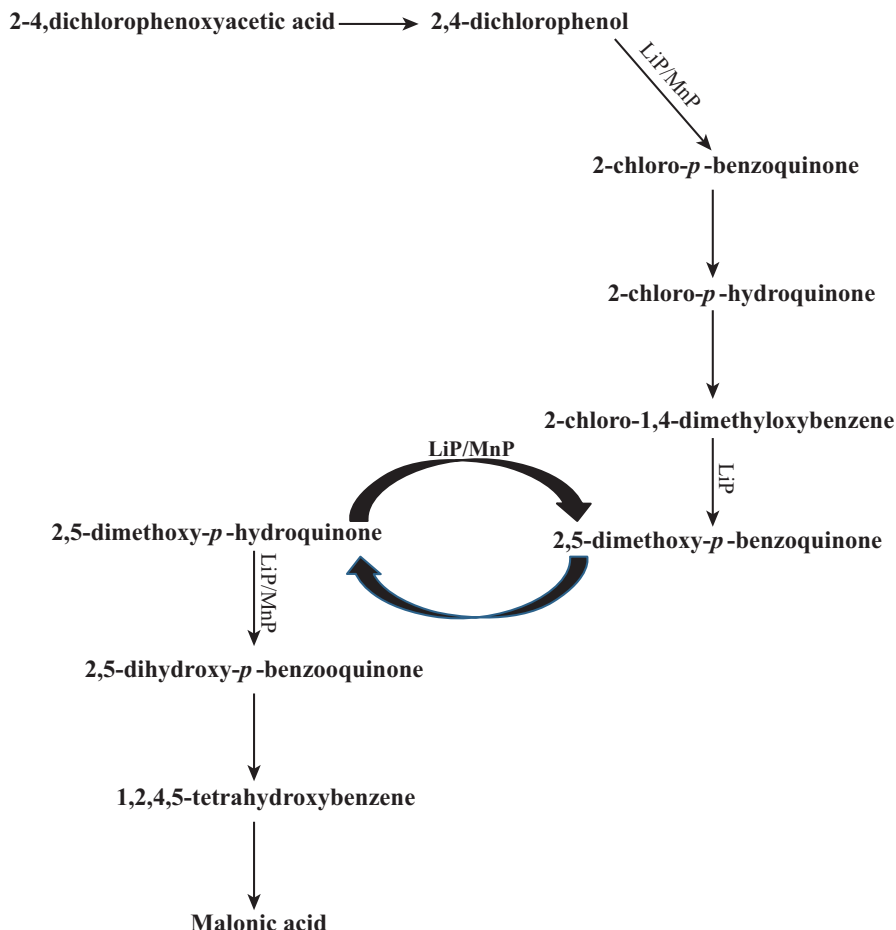 2-4,dichlorophenoxyacetic acid
2,4-dichlorophenol
LiP/MnP
2-chloro-p-benzoquinone
2-chloro-p-hydroquinone
2-chloro-1,4-dimethyloxybenzene
LiP
LiP/MnP
2,5-dimethoxy-p-hydroquinone
2,5-dimethoxy-p-benzoquinone
LiP/MnP
2,5-dihydroxy-p-benzooquinone
1,2,4,5-tetrahydroxybenzene
Malonic acid